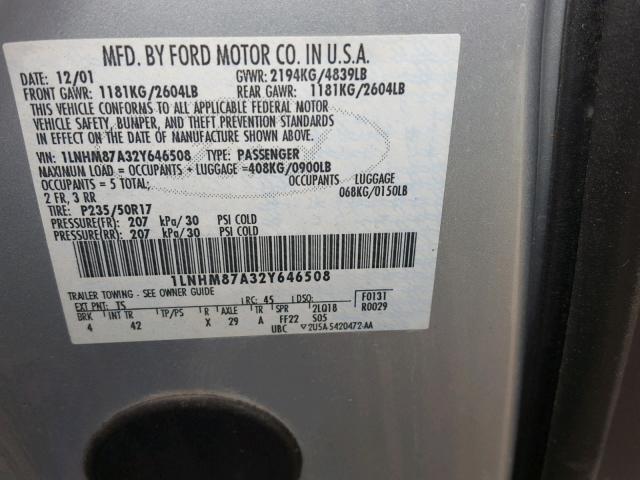 MFD. BY FORD MOTOR CO. IN U.S.A.
DATE: 12/01 GVWR: 2194KG/4839LB
FRONT GAWR: 1181KG/2604LB REAR GAWR: 1181KG/2604LB
THIS VEHICLE CONFORMS TO ALL APPLICABLE FEDERAL MOTOR
VEHICLE SAFETY, BUMPER, AND THEFT PREVENTION STANDARDS
IN EFFECT ON THE DATE OF MANUFACTURE SHOWN ABOVE.
VIN: 1LNHM87A32Y646508 TYPE: PASSENGER
MAXIMUM LOAD = OCCUPANTS + LUGGAGE = 408KG/0900LB
OCCUPANTS = 5 TOTAL; OCCUPANTS LUGGAGE
2 FR, 3 RR 068KG/0150LB
TIRE: P235/50R17
PRESSURE(FR): 207 kPa/30 PSI COLD
PRESSURE(RR): 207 kPa/30 PSI COLD
1LNHM87A32Y646508
TRAILER TOWING - SEE OWNER GUIDE F0131
EXT PNT: TS RC: 45 DSO: R0029
BRK INT TR TP/PS R AXLE TR SPR 2LQ18
4 42 X 29 A FF22 S05
UBC 2U5A-5420472-AA